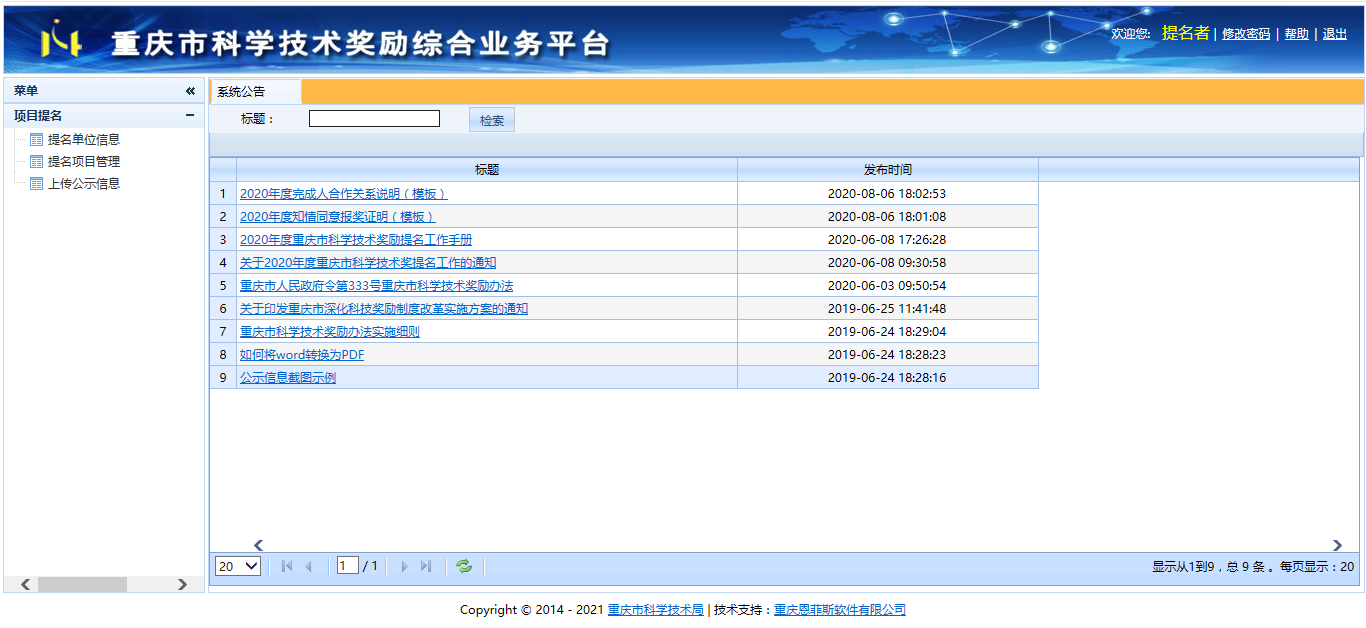 重庆市科学技术奖励综合业务平台
欢迎您: 提名者 | 修改密码 | 帮助 | 退出
菜单 «
项目提名
提名单位信息
提名项目管理
上传公示信息
系统公告
标题： 检索
标题 发布时间
1 2020年度完成人合作关系说明（模板） 2020-08-06 18:02:53
2 2020年度知情同意报奖证明（模板） 2020-08-06 18:01:08
3 2020年度重庆市科学技术奖励提名工作手册 2020-06-08 17:26:28
4 关于2020年度重庆市科学技术奖提名工作的通知 2020-06-08 09:30:58
5 重庆市人民政府令第333号重庆市科学技术奖励办法 2020-06-03 09:50:54
6 关于印发重庆市深化科技奖励制度改革实施方案的通知 2019-06-25 11:41:48
7 重庆市科学技术奖励办法实施细则 2019-06-24 18:29:04
8 如何将word转换为PDF 2019-06-24 18:28:23
9 公示信息截图示例 2019-06-24 18:28:16
20 1 / 1 显示从1到9，总 9 条 。每页显示：20
Copyright © 2014 - 2021 重庆市科学技术局 | 技术支持：重庆恩菲斯软件有限公司